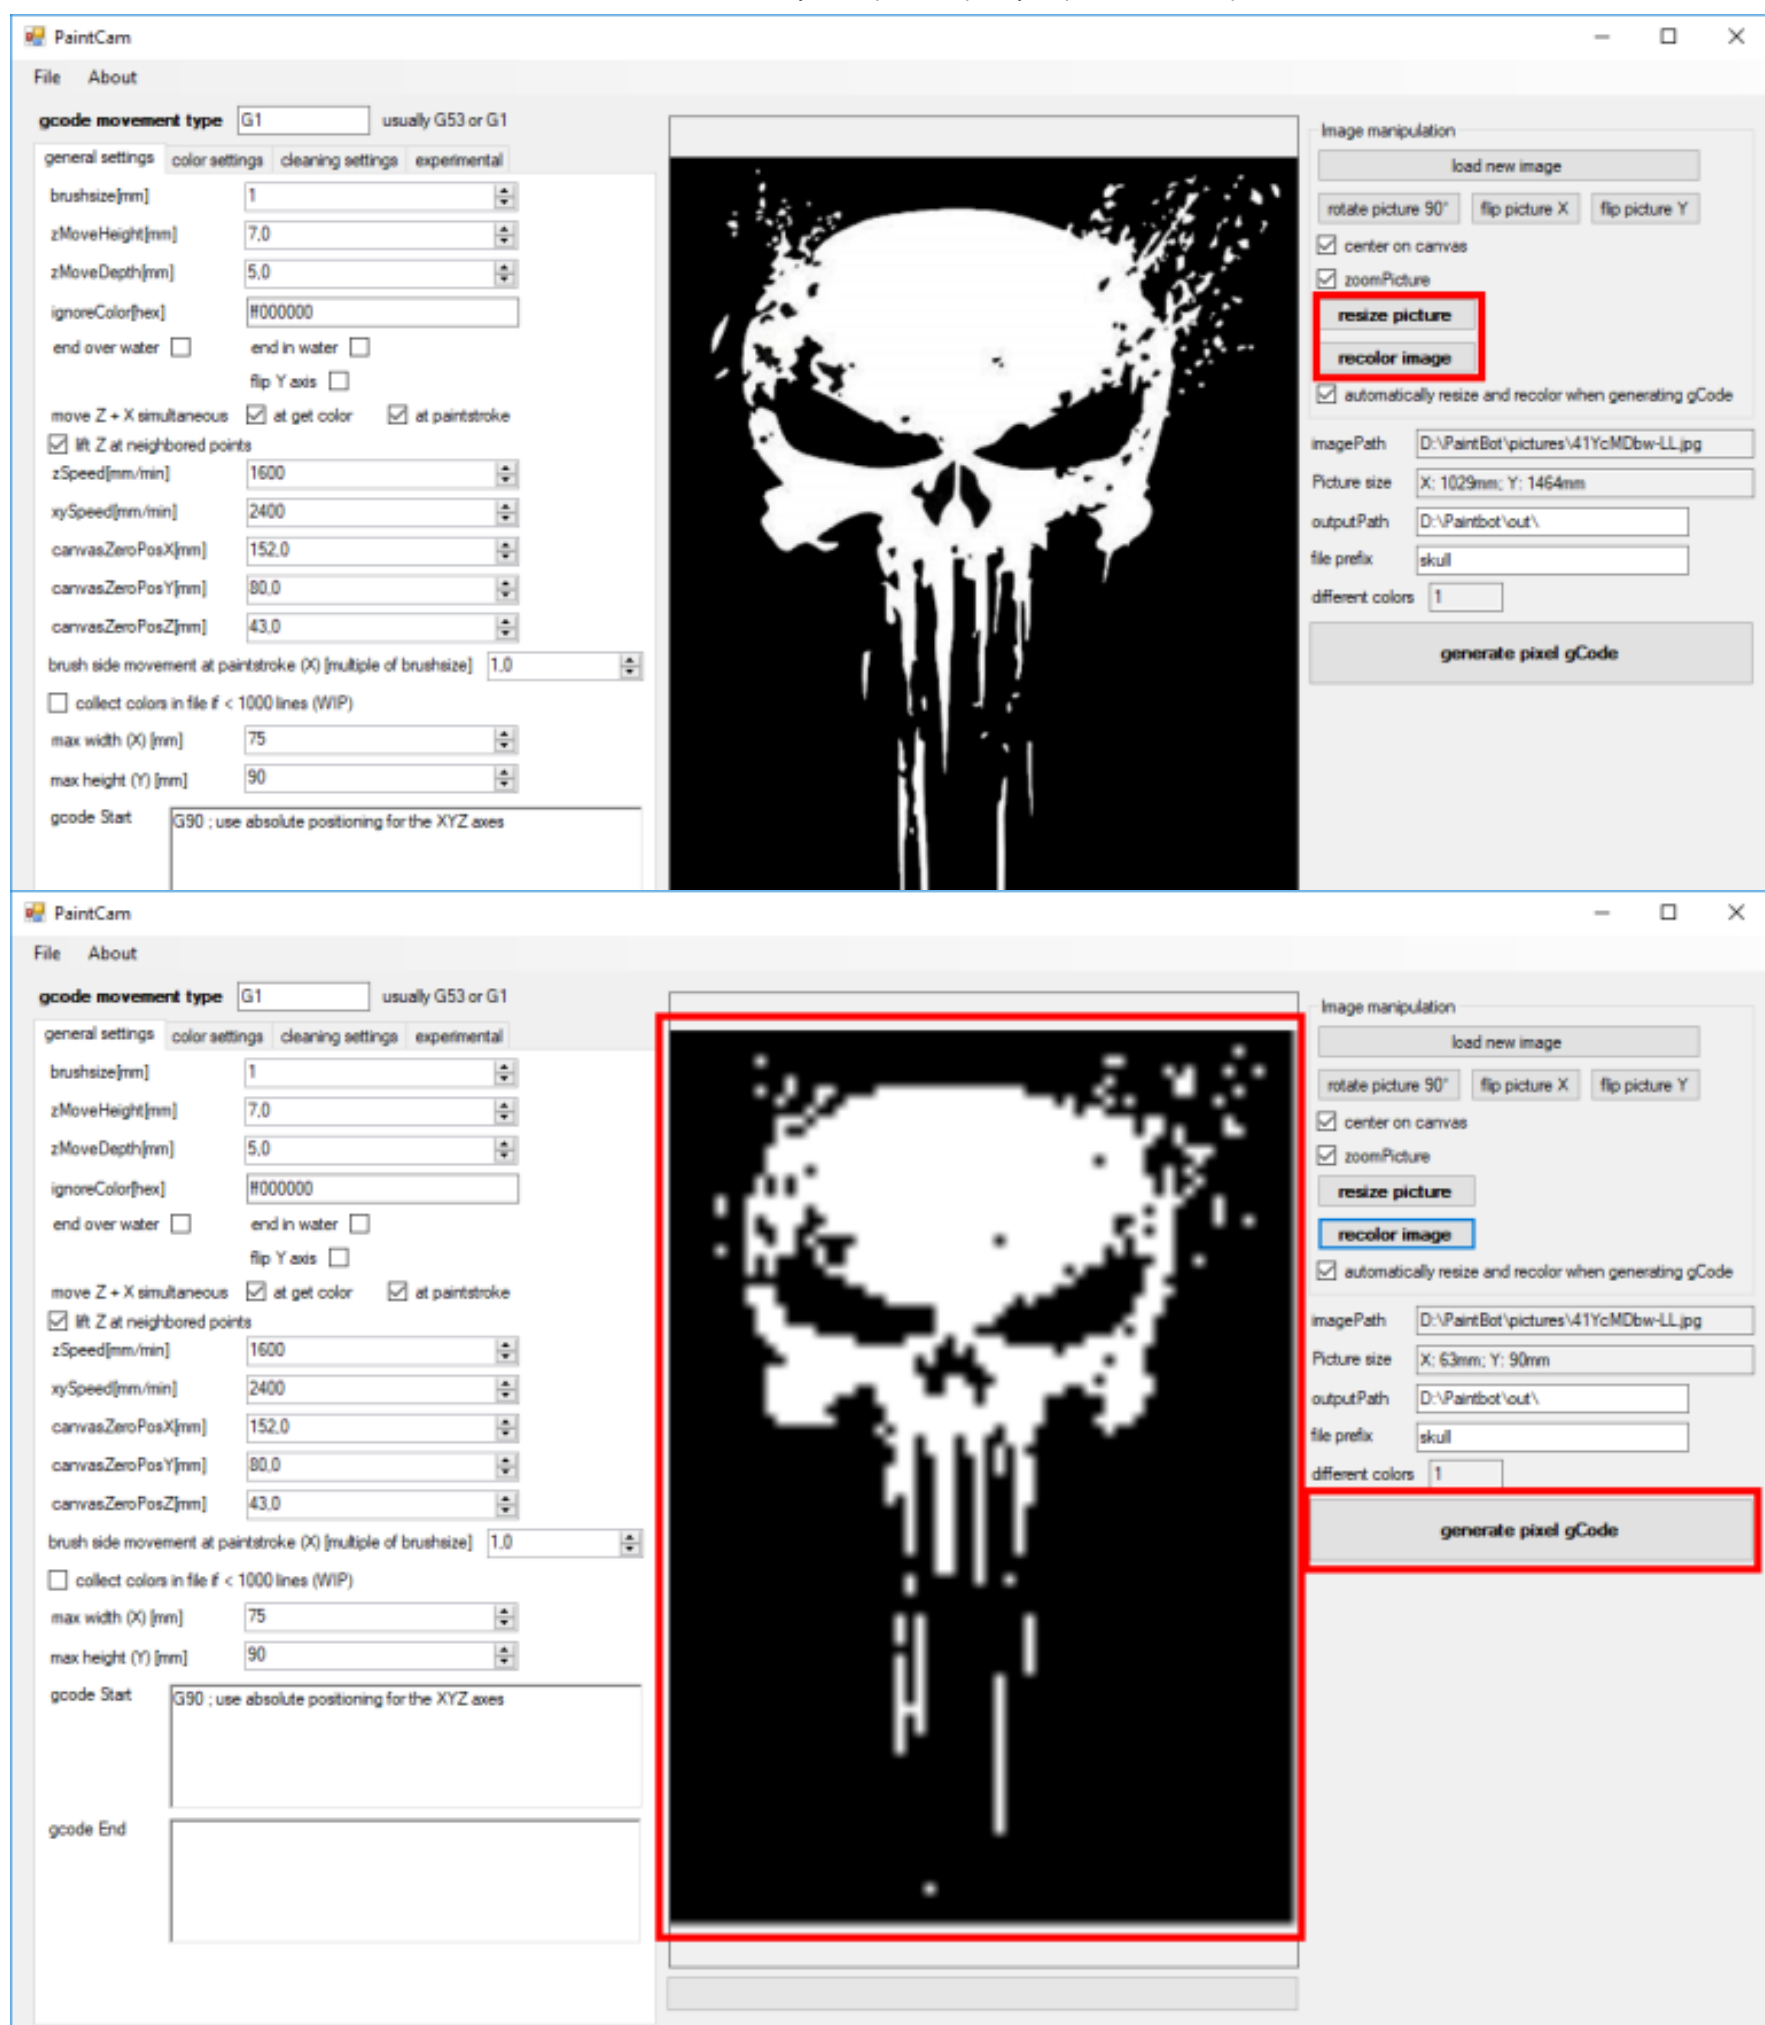 PaintCam
File About
gcode movement type G1 usually G53 or G1
general settings color settings cleaning settings experimental
brushsize[mm] 1
zMoveHeight[mm] 7,0
zMoveDepth[mm] 5,0
ignoreColor[hex] #000000
end over water end in water
flip Y axis
move Z + X simultaneous at get color at paintstroke
lift Z at neighbored points
zSpeed[mm/min] 1600
xySpeed[mm/min] 2400
canvasZeroPosX[mm] 152,0
canvasZeroPosY[mm] 80,0
canvasZeroPosZ[mm] 43,0
brush side movement at paintstroke (X) [multiple of brushsize] 1,0
collect colors in file if < 1000 lines (WIP)
max width (X) [mm] 75
max height (Y) [mm] 90
gcode Start G90 ; use absolute positioning for the XYZ axes
Image manipulation
load new image
rotate picture 90° flip picture X flip picture Y
center on canvas
zoomPicture
resize picture
recolor image
automatically resize and recolor when generating gCode
imagePath D:\PaintBot\pictures\41YcMDbw-LL.jpg
Picture size X: 1029mm; Y: 1464mm
outputPath D:\Paintbot\out\
file prefix skull
different colors 1
generate pixel gCode
PaintCam
File About
gcode movement type G1 usually G53 or G1
general settings color settings cleaning settings experimental
brushsize[mm] 1
zMoveHeight[mm] 7,0
zMoveDepth[mm] 5,0
ignoreColor[hex] #000000
end over water end in water
flip Y axis
move Z + X simultaneous at get color at paintstroke
lift Z at neighbored points
zSpeed[mm/min] 1600
xySpeed[mm/min] 2400
canvasZeroPosX[mm] 152,0
canvasZeroPosY[mm] 80,0
canvasZeroPosZ[mm] 43,0
brush side movement at paintstroke (X) [multiple of brushsize] 1,0
collect colors in file if < 1000 lines (WIP)
max width (X) [mm] 75
max height (Y) [mm] 90
gcode Start G90 ; use absolute positioning for the XYZ axes
gcode End
Image manipulation
load new image
rotate picture 90° flip picture X flip picture Y
center on canvas
zoomPicture
resize picture
recolor image
automatically resize and recolor when generating gCode
imagePath D:\PaintBot\pictures\41YcMDbw-LL.jpg
Picture size X: 63mm; Y: 90mm
outputPath D:\Paintbot\out\
file prefix skull
different colors 1
generate pixel gCode